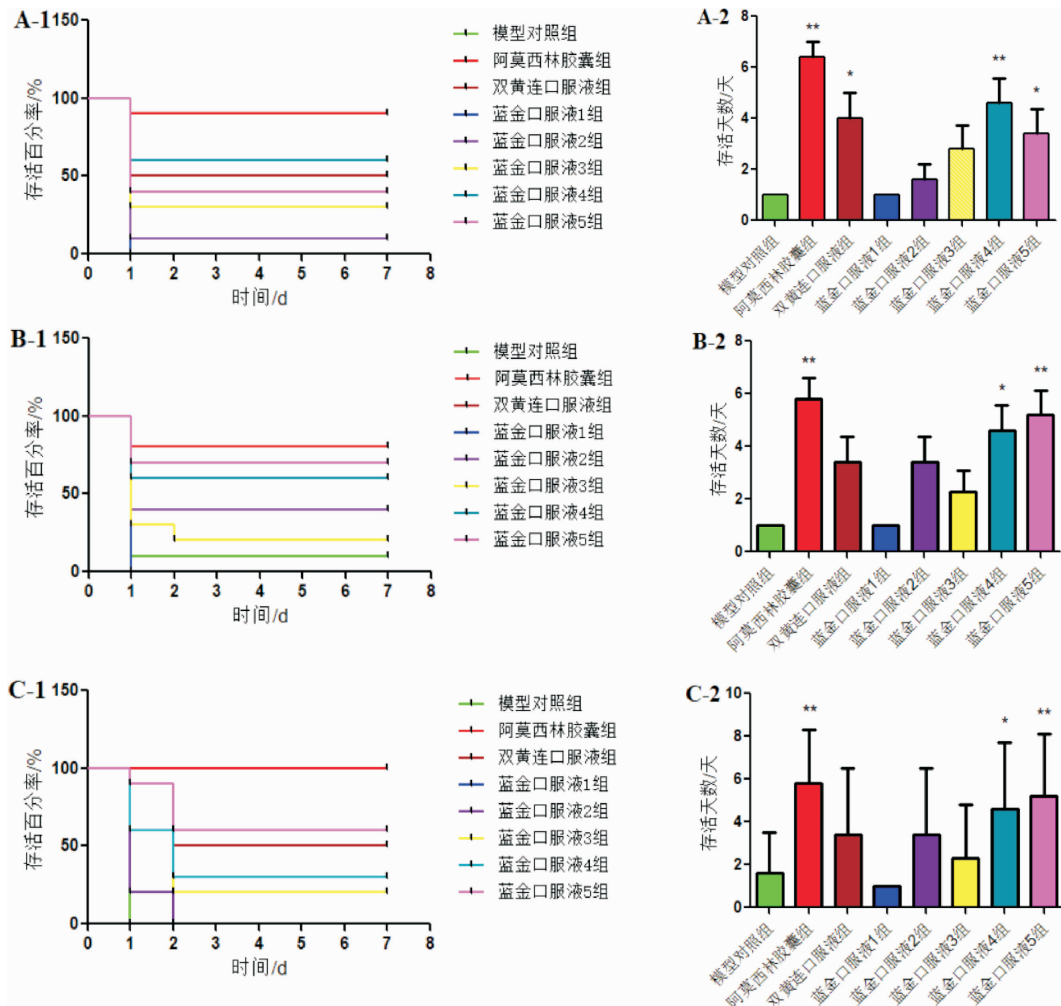 A-1
150
100
50
0
存活百分率/%
0 1 2 3 4 5 6 7 8
时间/d
模型对照组
阿莫西林胶囊组
双黄连口服液组
蓝金口服液1组
蓝金口服液2组
蓝金口服液3组
蓝金口服液4组
蓝金口服液5组
A-2
8
6
4
2
0
存活天数/天
**
*
**
*
模型对照组
阿莫西林胶囊组
双黄连口服液组
蓝金口服液1组
蓝金口服液2组
蓝金口服液3组
蓝金口服液4组
蓝金口服液5组
B-1
150
100
50
0
存活百分率/%
0 1 2 3 4 5 6 7 8
时间/d
模型对照组
阿莫西林胶囊组
双黄连口服液组
蓝金口服液1组
蓝金口服液2组
蓝金口服液3组
蓝金口服液4组
蓝金口服液5组
B-2
8
6
4
2
0
存活天数/天
**
*
**
模型对照组
阿莫西林胶囊组
双黄连口服液组
蓝金口服液1组
蓝金口服液2组
蓝金口服液3组
蓝金口服液4组
蓝金口服液5组
C-1
150
100
50
0
存活百分率/%
0 1 2 3 4 5 6 7 8
时间/d
模型对照组
阿莫西林胶囊组
双黄连口服液组
蓝金口服液1组
蓝金口服液2组
蓝金口服液3组
蓝金口服液4组
蓝金口服液5组
C-2
10
8
6
4
2
0
存活天数/天
**
*
**
模型对照组
阿莫西林胶囊组
双黄连口服液组
蓝金口服液1组
蓝金口服液2组
蓝金口服液3组
蓝金口服液4组
蓝金口服液5组